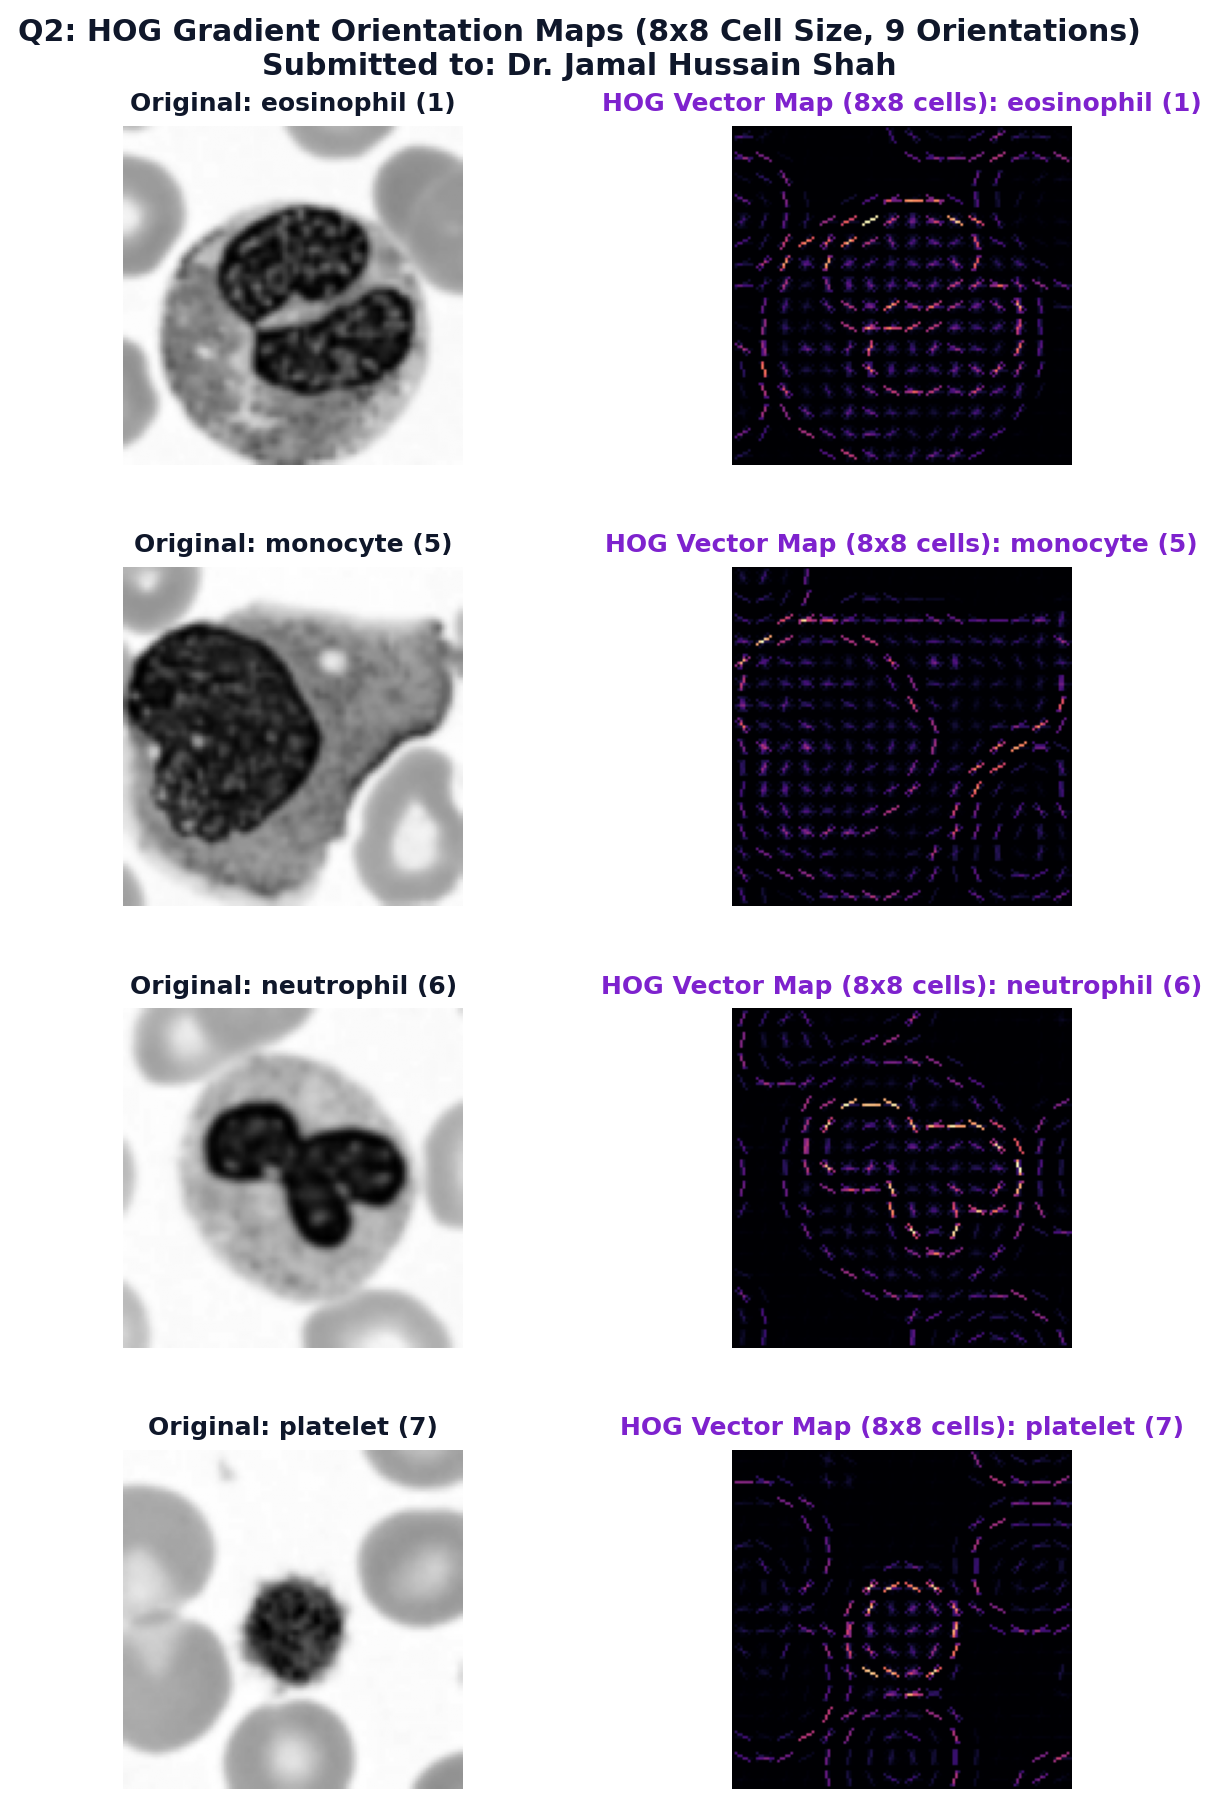 Q2: HOG Gradient Orientation Maps (8x8 Cell Size, 9 Orientations)
Submitted to: Dr. Jamal Hussain Shah
Original: eosinophil (1)
HOG Vector Map (8x8 cells): eosinophil (1)
Original: monocyte (5)
HOG Vector Map (8x8 cells): monocyte (5)
Original: neutrophil (6)
HOG Vector Map (8x8 cells): neutrophil (6)
Original: platelet (7)
HOG Vector Map (8x8 cells): platelet (7)